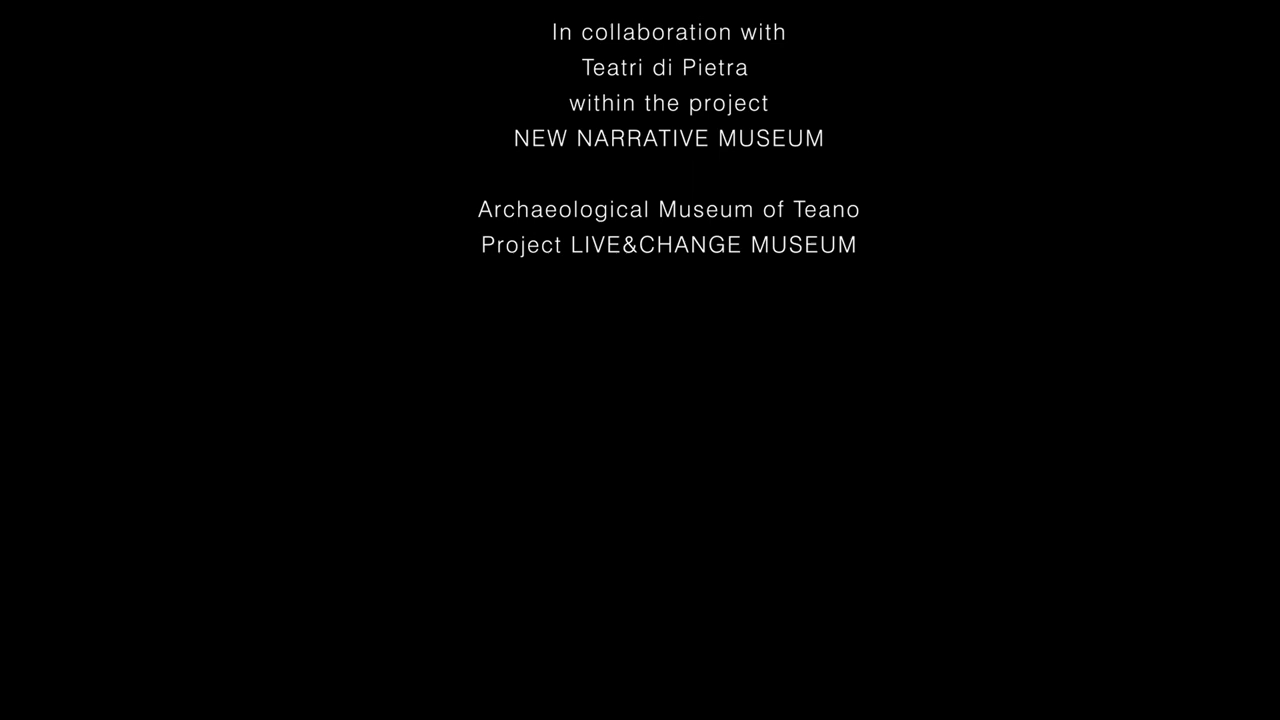 In collaboration with
Teatri di Pietra
within the project
NEW NARRATIVE MUSEUM
Archaeological Museum of Teano
Project LIVE&CHANGE MUSEUM